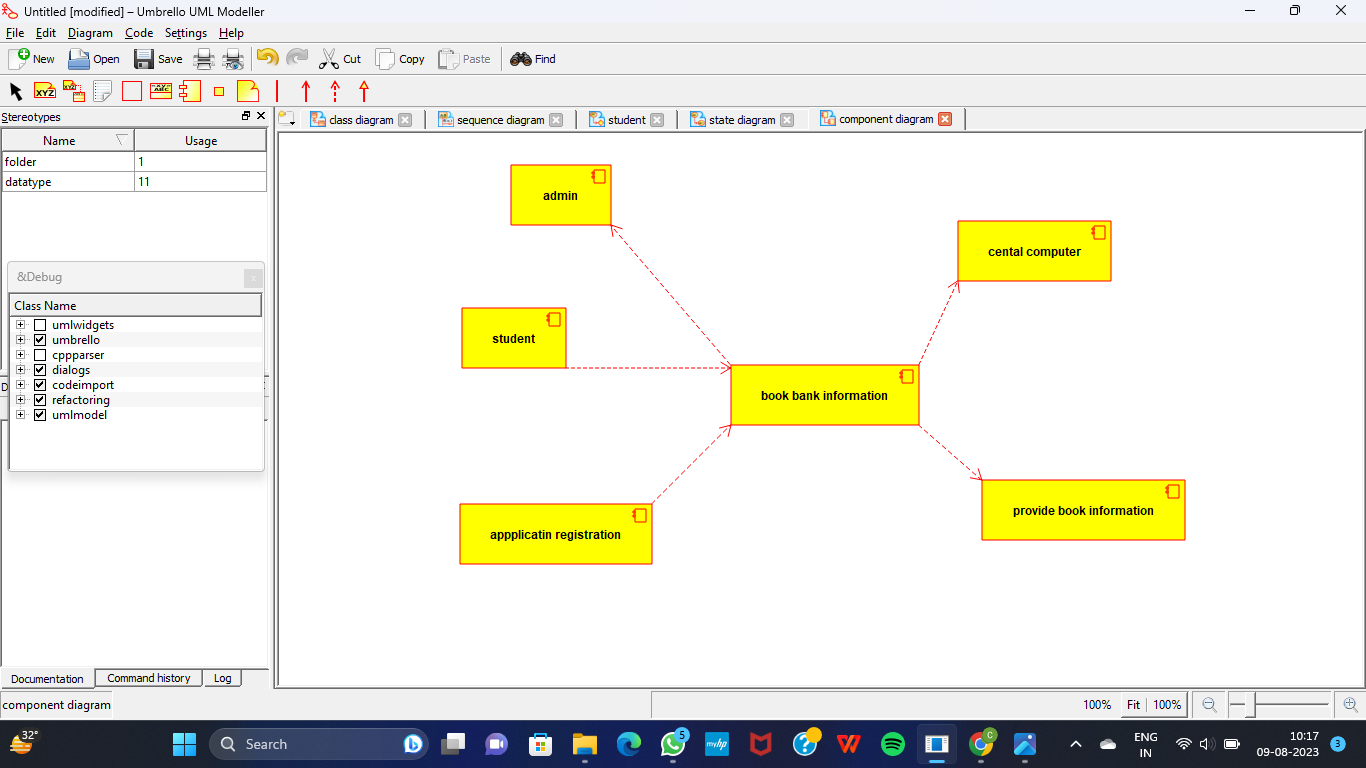 Untitled [modified] – Umbrello UML Modeller
File Edit Diagram Code Settings Help
New Open Save Cut Copy Paste Find
XYZ XYZ ABC
Stereotypes
class diagram sequence diagram student state diagram component diagram
Name Usage
folder 1
datatype 11
&Debug
Class Name
umlwidgets
umbrello
cppparser
dialogs
codeimport
refactoring
umlmodel
D
admin
cental computer
student
book bank information
appplicatin registration
provide book information
Documentation Command history Log
component diagram 100% Fit 100%
32°
Search
5
myhp
W
C
ENG
IN
10:17
09-08-2023
3